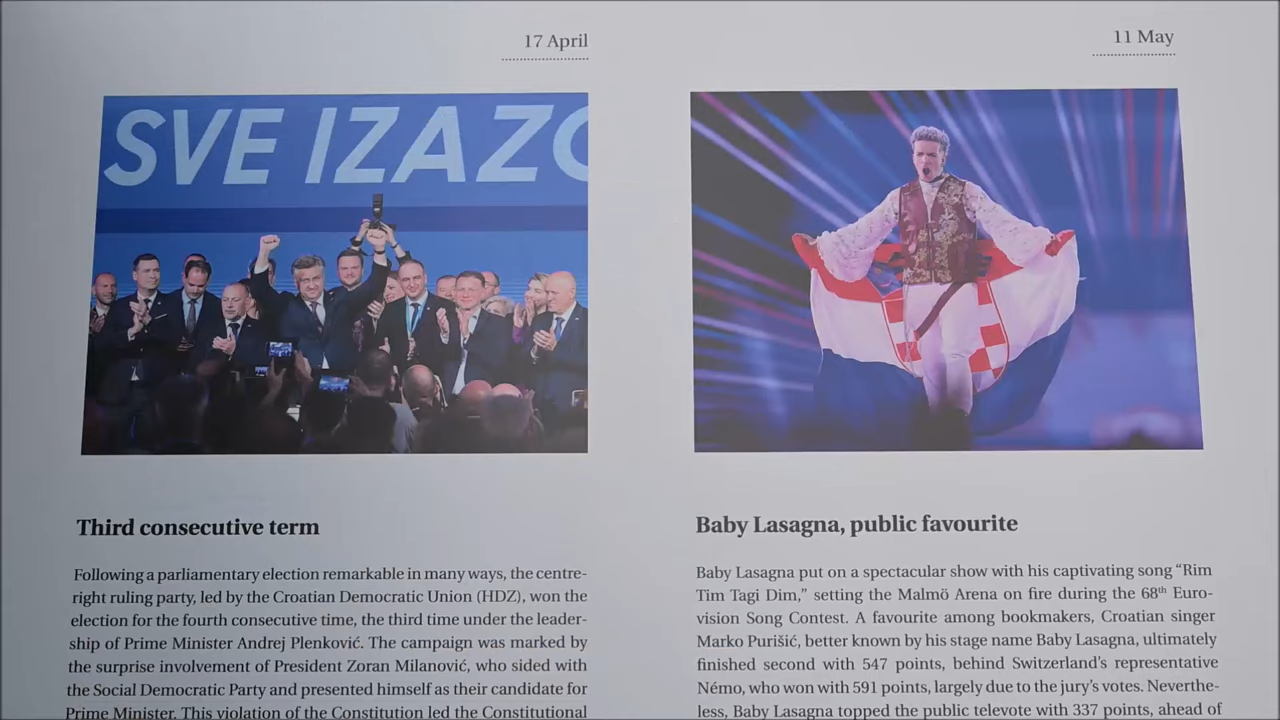 17 April
SVE IZAZO
Third consecutive term
Following a parliamentary election remarkable in many ways, the centre-
right ruling party, led by the Croatian Democratic Union (HDZ), won the
election for the fourth consecutive time, the third time under the leader-
ship of Prime Minister Andrej Plenković. The campaign was marked by
the surprise involvement of President Zoran Milanović, who sided with
the Social Democratic Party and presented himself as their candidate for
Prime Minister. This violation of the Constitution led the Constitutional
11 May
Baby Lasagna, public favourite
Baby Lasagna put on a spectacular show with his captivating song “Rim
Tim Tagi Dim,” setting the Malmö Arena on fire during the 68th Euro-
vision Song Contest. A favourite among bookmakers, Croatian singer
Marko Purišić, better known by his stage name Baby Lasagna, ultimately
finished second with 547 points, behind Switzerland’s representative
Némo, who won with 591 points, largely due to the jury’s votes. Neverthe-
less, Baby Lasagna topped the public televote with 337 points, ahead of